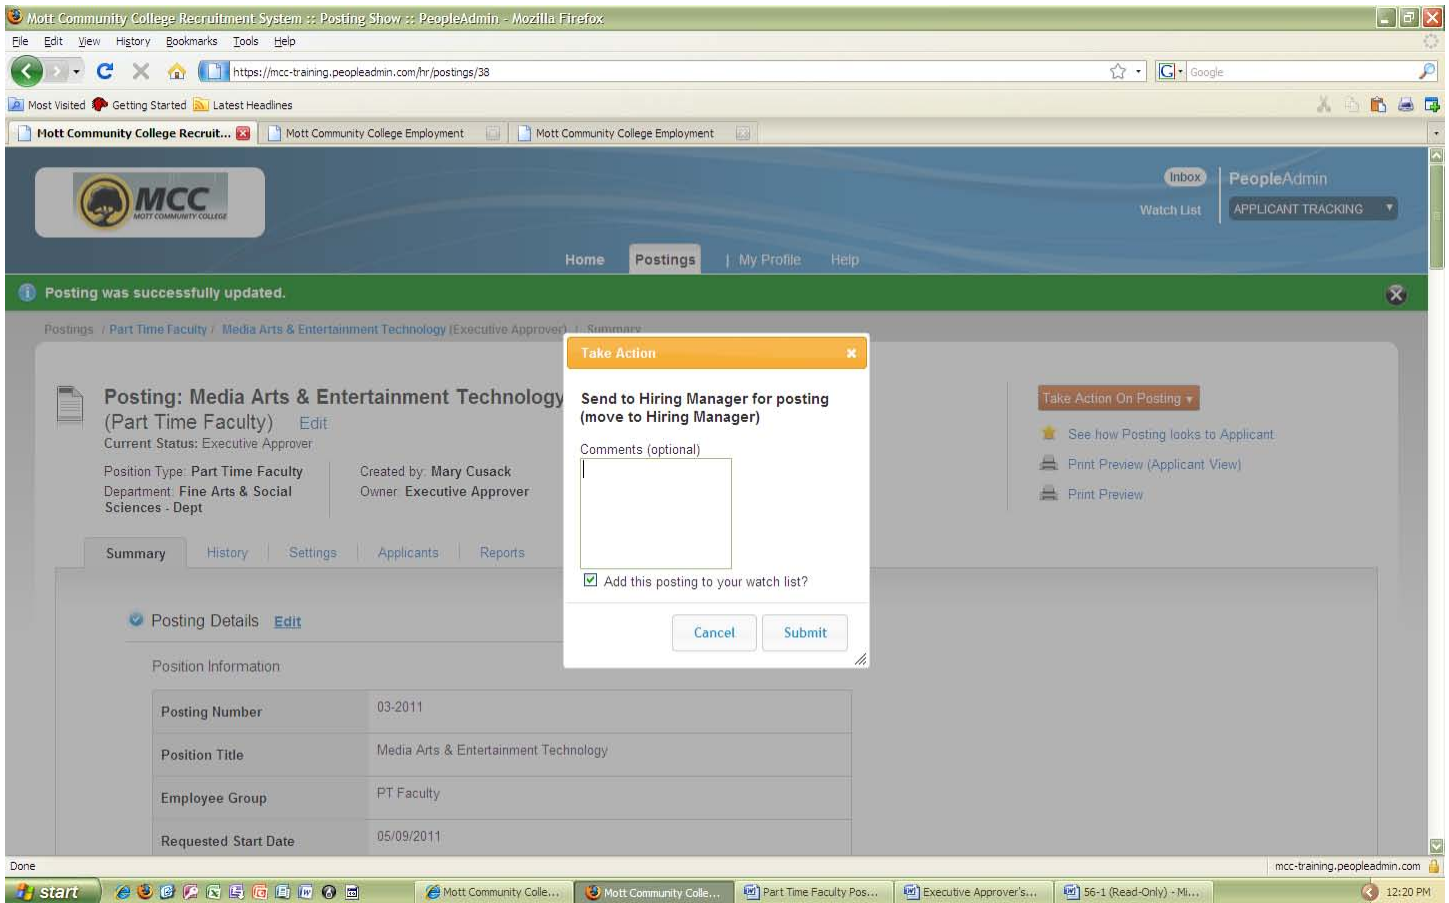 Mott Community College Recruitment System :: Posting Show :: PeopleAdmin - Mozilla Firefox
File Edit View History Bookmarks Tools Help
https://mcc-training.peopleadmin.com/hr/postings/38
Google
Most Visited Getting Started Latest Headlines
Mott Community College Recruit... Mott Community College Employment Mott Community College Employment
MCC
MOTT COMMUNITY COLLEGE
Inbox PeopleAdmin
Watch List APPLICANT TRACKING
Home Postings | My Profile Help
Posting was successfully updated.
Postings / Part Time Faculty / Media Arts & Entertainment Technology (Executive Approver) / Summary
Take Action
Send to Hiring Manager for posting
(move to Hiring Manager)
Comments (optional)
Add this posting to your watch list?
Cancel Submit
Posting: Media Arts & Entertainment Technology
(Part Time Faculty) Edit
Current Status: Executive Approver
Position Type: Part Time Faculty
Department: Fine Arts & Social
Sciences - Dept
Created by: Mary Cusack
Owner: Executive Approver
Take Action On Posting
See how Posting looks to Applicant
Print Preview (Applicant View)
Print Preview
Summary History Settings Applicants Reports
Posting Details Edit
Position Information
Posting Number 03-2011
Position Title Media Arts & Entertainment Technology
Employee Group PT Faculty
Requested Start Date 05/09/2011
Done mcc-training.peopleadmin.com
start Mott Community Colle... Mott Community Colle... Part Time Faculty Pos... Executive Approver's... 56-1 (Read-Only) - Mi... 12:20 PM